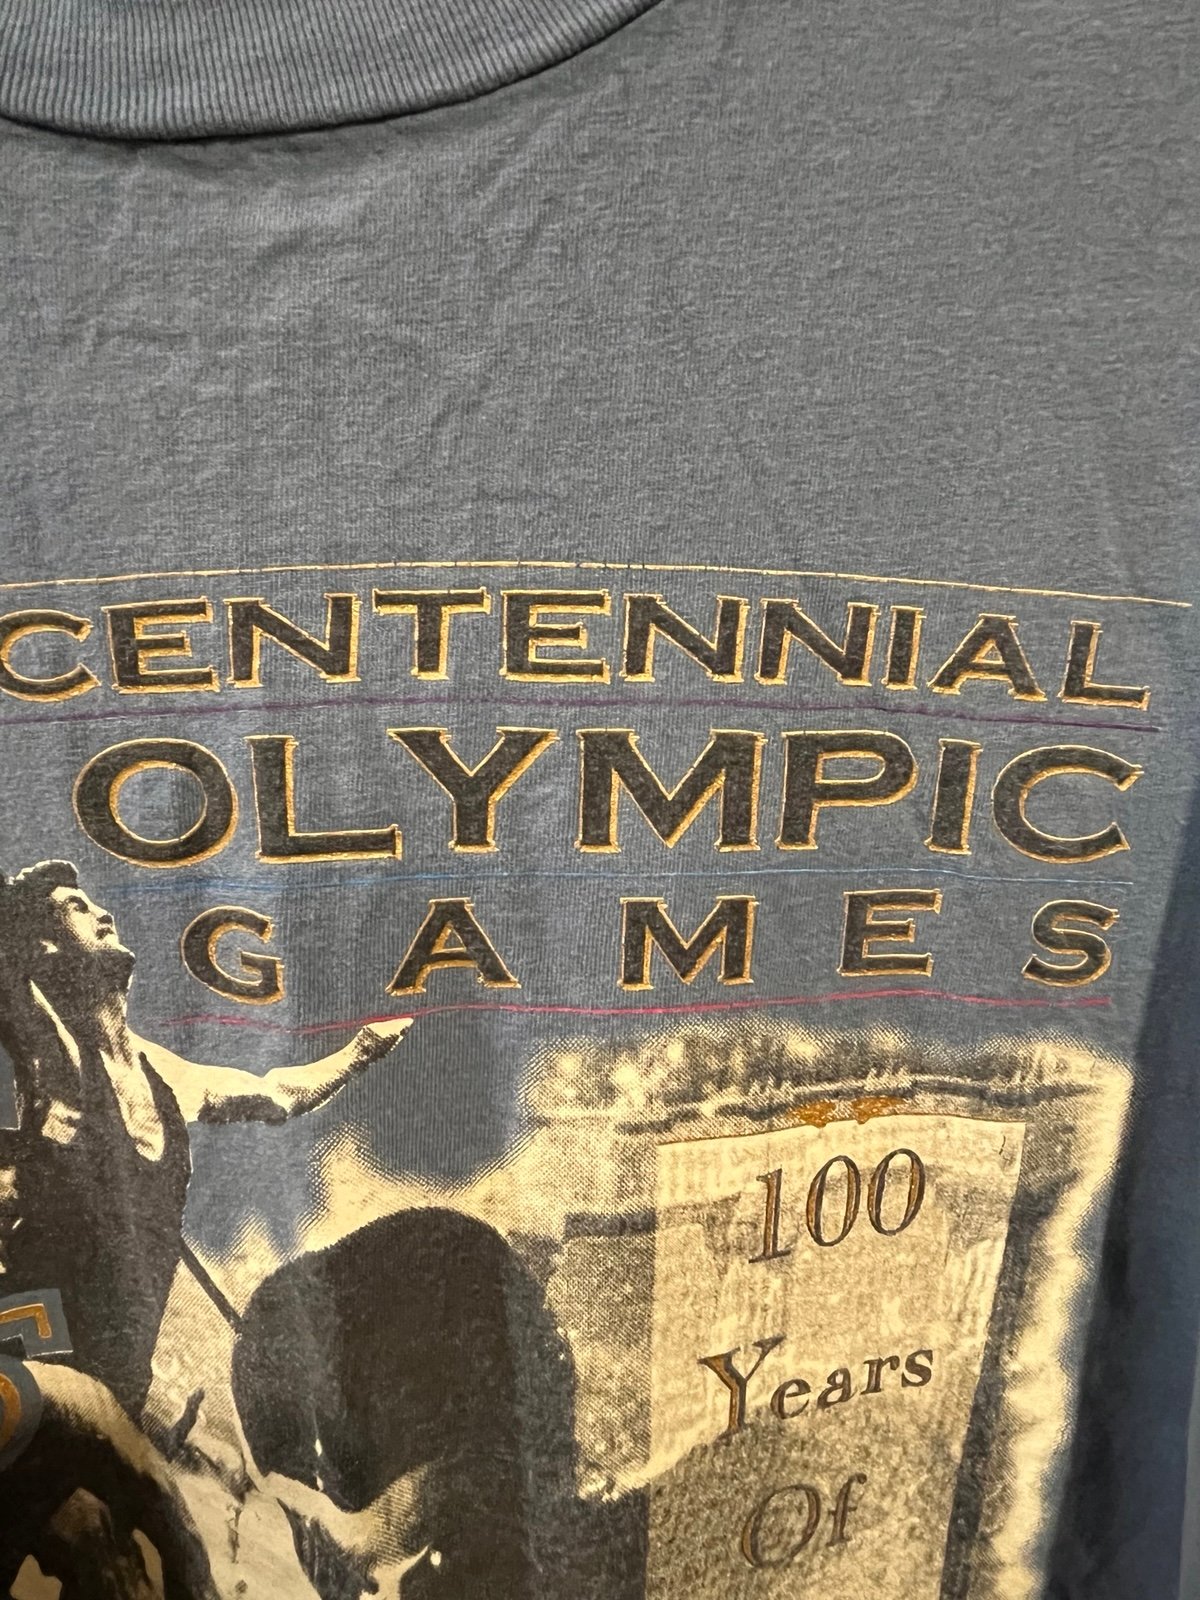 CENTENNIAL
OLYMPIC
GAMES
100
Years
Of